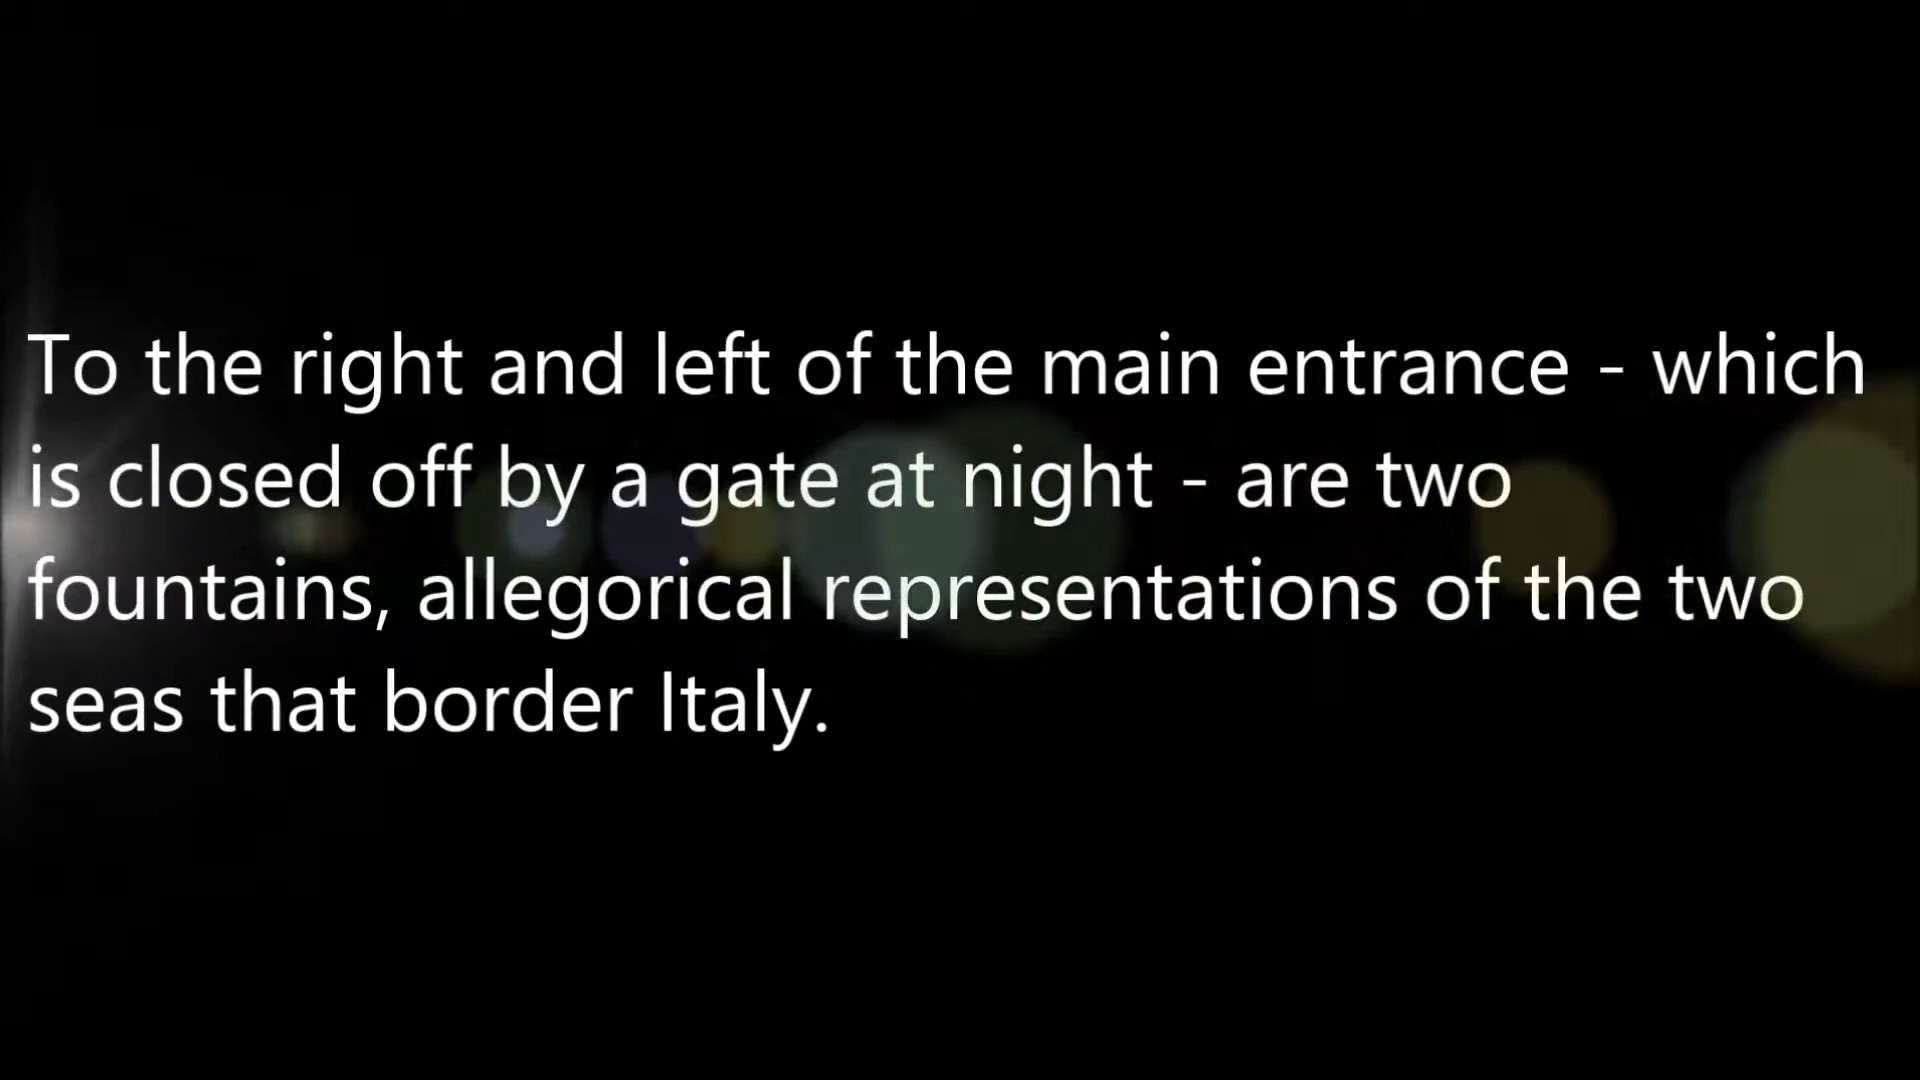 To the right and left of the main entrance - which
is closed off by a gate at night - are two
fountains, allegorical representations of the two
seas that border Italy.